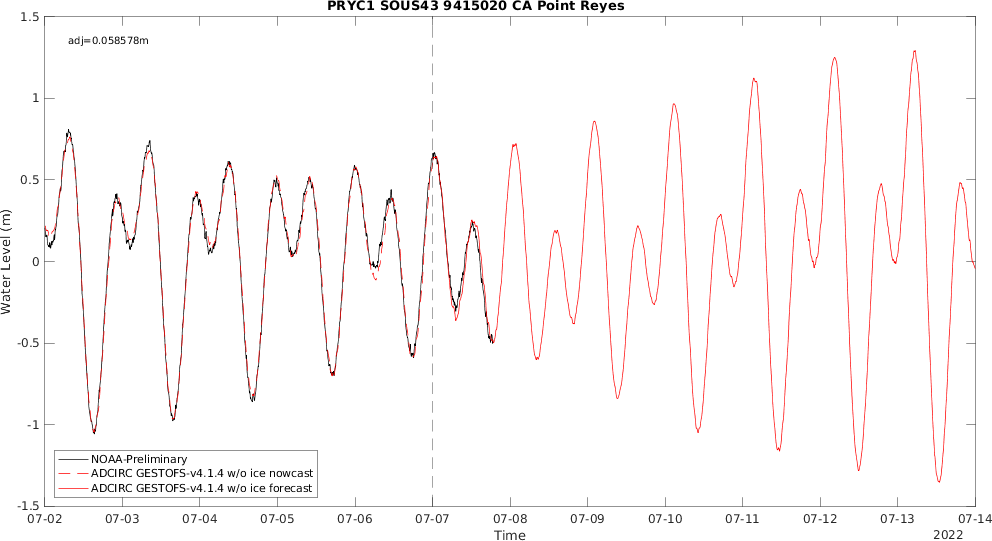 PRYC1 SOUS43 9415020 CA Point Reyes
adj=0.058578m
1.5
1
0.5
0
-0.5
-1
-1.5
Water Level (m)
NOAA-Preliminary
ADCIRC GESTOFS-v4.1.4 w/o ice nowcast
ADCIRC GESTOFS-v4.1.4 w/o ice forecast
07-02 07-03 07-04 07-05 07-06 07-07 07-08 07-09 07-10 07-11 07-12 07-13 07-14
Time
2022